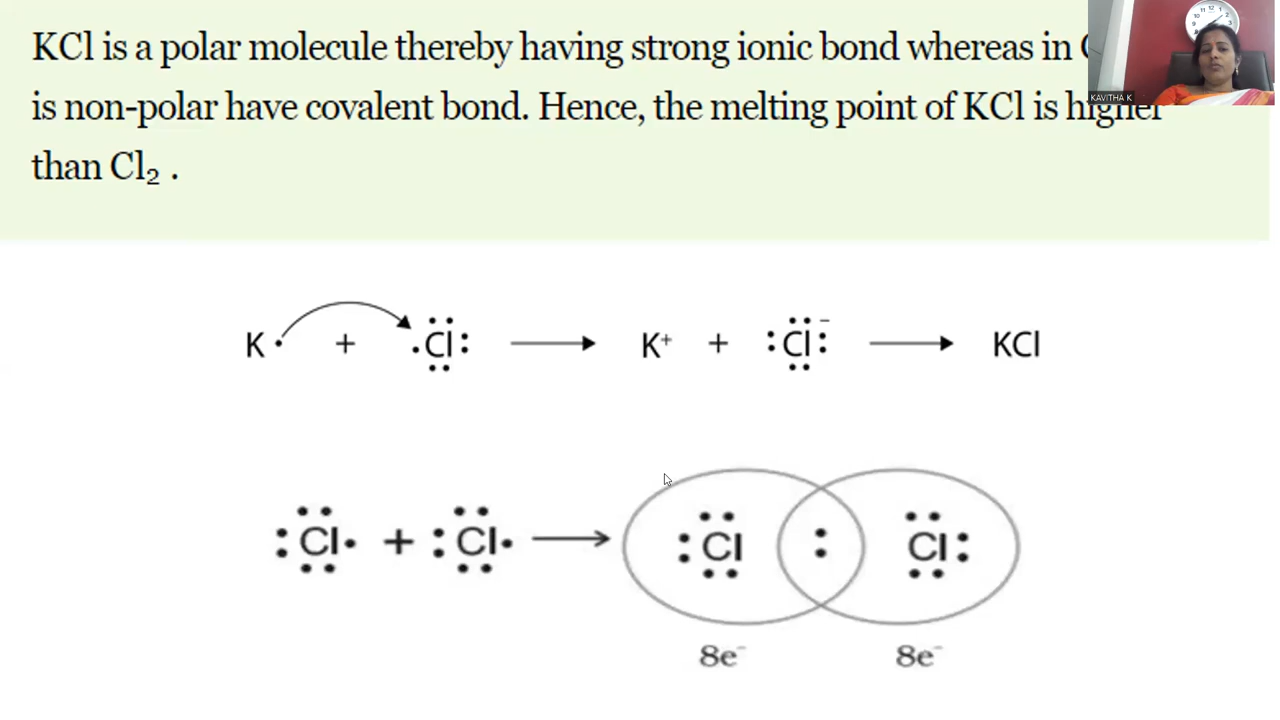 KCl is a polar molecule thereby having strong ionic bond whereas in
is non-polar have covalent bond. Hence, the melting point of KCl is higher
than Cl₂ .
KAVITHA K
K· + ·Cl: ⟶ K⁺ + :Cl:⁻ ⟶ KCl
:Cl· + :Cl· ⟶ :Cl : Cl:
8e⁻ 8e⁻